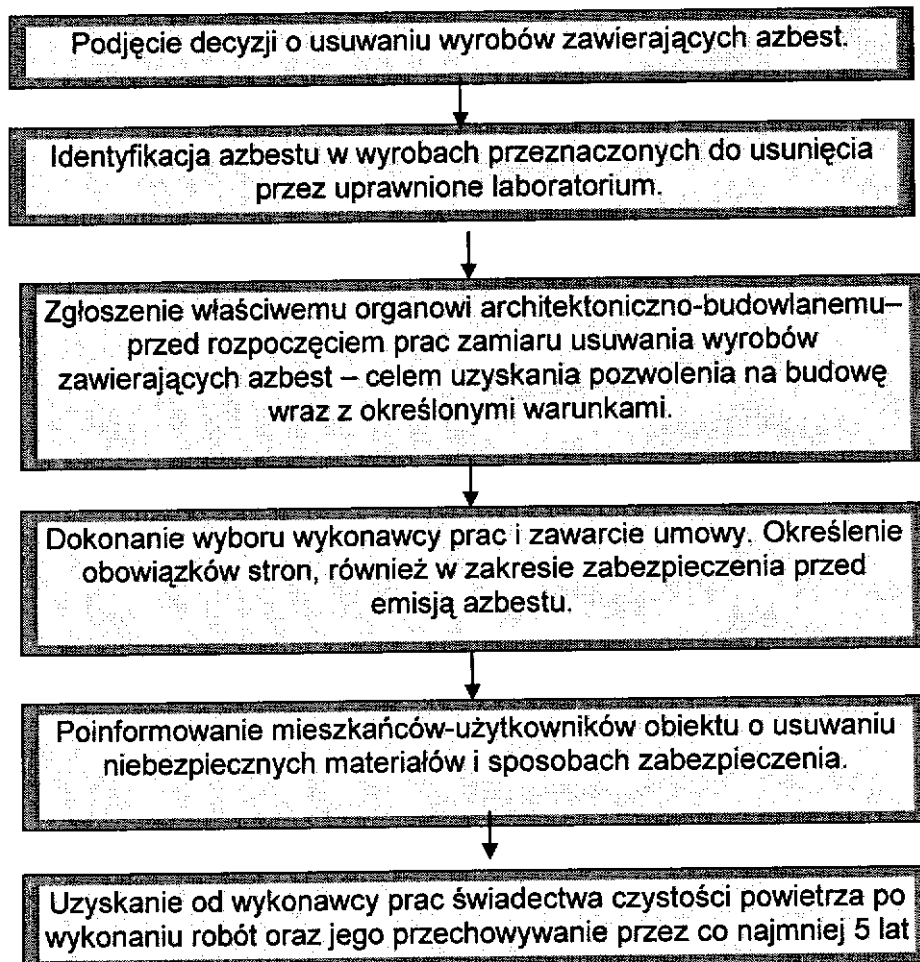 Podjęcie decyzji o usuwaniu wyrobów zawierających azbest.
Identyfikacja azbestu w wyrobach przeznaczonych do usunięcia
przez uprawnione laboratorium.
Zgłoszenie właściwemu organowi architektoniczno-budowlanemu–
przed rozpoczęciem prac zamiaru usuwania wyrobów
zawierających azbest – celem uzyskania pozwolenia na budowę
wraz z określonymi warunkami.
Dokonanie wyboru wykonawcy prac i zawarcie umowy. Określenie
obowiązków stron, również w zakresie zabezpieczenia przed
emisją azbestu.
Poinformowanie mieszkańców-użytkowników obiektu o usuwaniu
niebezpiecznych materiałów i sposobach zabezpieczenia.
Uzyskanie od wykonawcy prac świadectwa czystości powietrza po
wykonaniu robót oraz jego przechowywanie przez co najmniej 5 lat